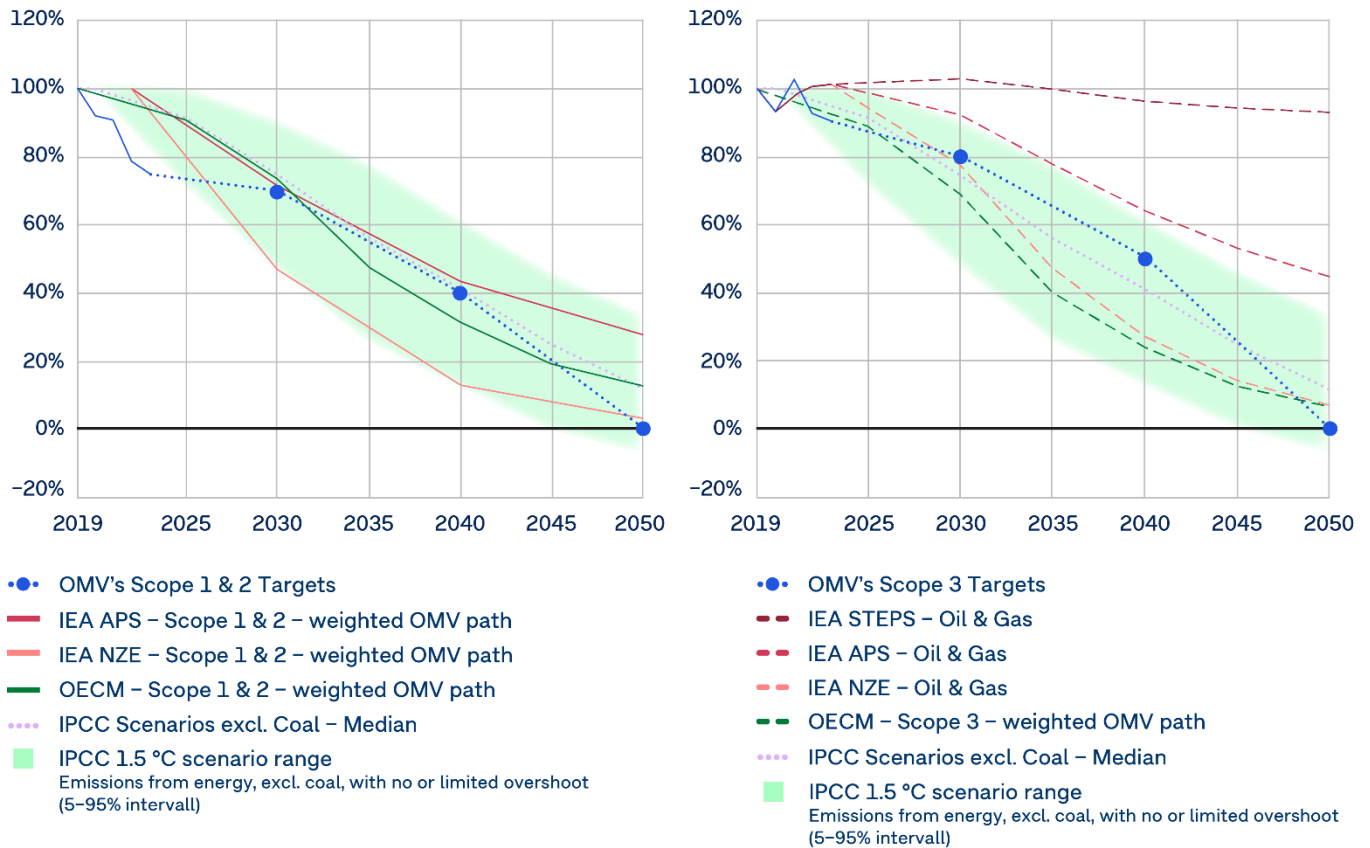 120%
100%
80%
60%
40%
20%
0%
−20%
2019 2025 2030 2035 2040 2045 2050
OMV's Scope 1 & 2 Targets
IEA APS – Scope 1 & 2 – weighted OMV path
IEA NZE – Scope 1 & 2 – weighted OMV path
OECM – Scope 1 & 2 – weighted OMV path
IPCC Scenarios excl. Coal – Median
IPCC 1.5 °C scenario range
Emissions from energy, excl. coal, with no or limited overshoot
(5–95% intervall)
120%
100%
80%
60%
40%
20%
0%
−20%
2019 2025 2030 2035 2040 2045 2050
OMV's Scope 3 Targets
IEA STEPS – Oil & Gas
IEA APS – Oil & Gas
IEA NZE – Oil & Gas
OECM – Scope 3 – weighted OMV path
IPCC Scenarios excl. Coal – Median
IPCC 1.5 °C scenario range
Emissions from energy, excl. coal, with no or limited overshoot
(5–95% intervall)